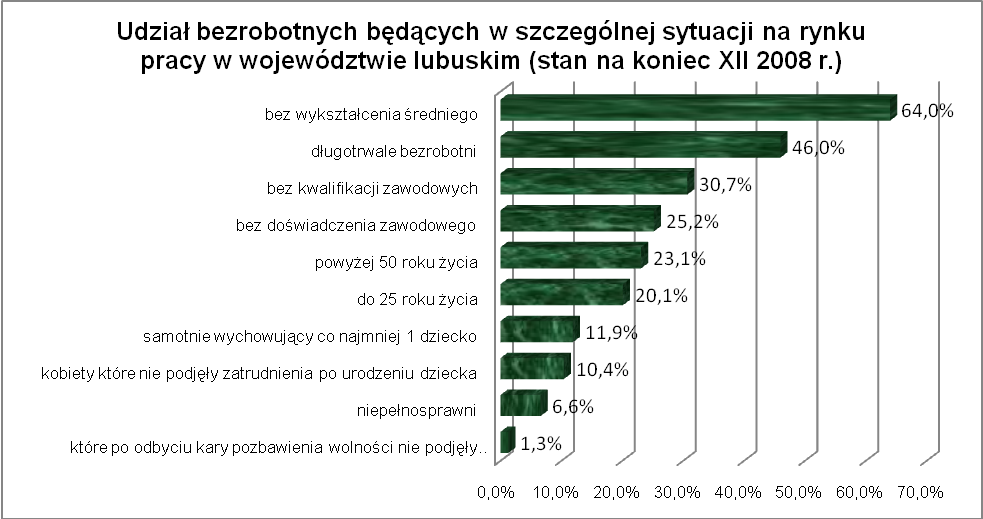 Udział bezrobotnych będących w szczególnej sytuacji na rynku
pracy w województwie lubuskim (stan na koniec XII 2008 r.)
bez wykształcenia średniego 64,0%
długotrwale bezrobotni 46,0%
bez kwalifikacji zawodowych 30,7%
bez doświadczenia zawodowego 25,2%
powyżej 50 roku życia 23,1%
do 25 roku życia 20,1%
samotnie wychowujący co najmniej 1 dziecko 11,9%
kobiety które nie podjęły zatrudnienia po urodzeniu dziecka 10,4%
niepełnosprawni 6,6%
które po odbyciu kary pozbawienia wolności nie podjęły.. 1,3%
0,0% 10,0% 20,0% 30,0% 40,0% 50,0% 60,0% 70,0%